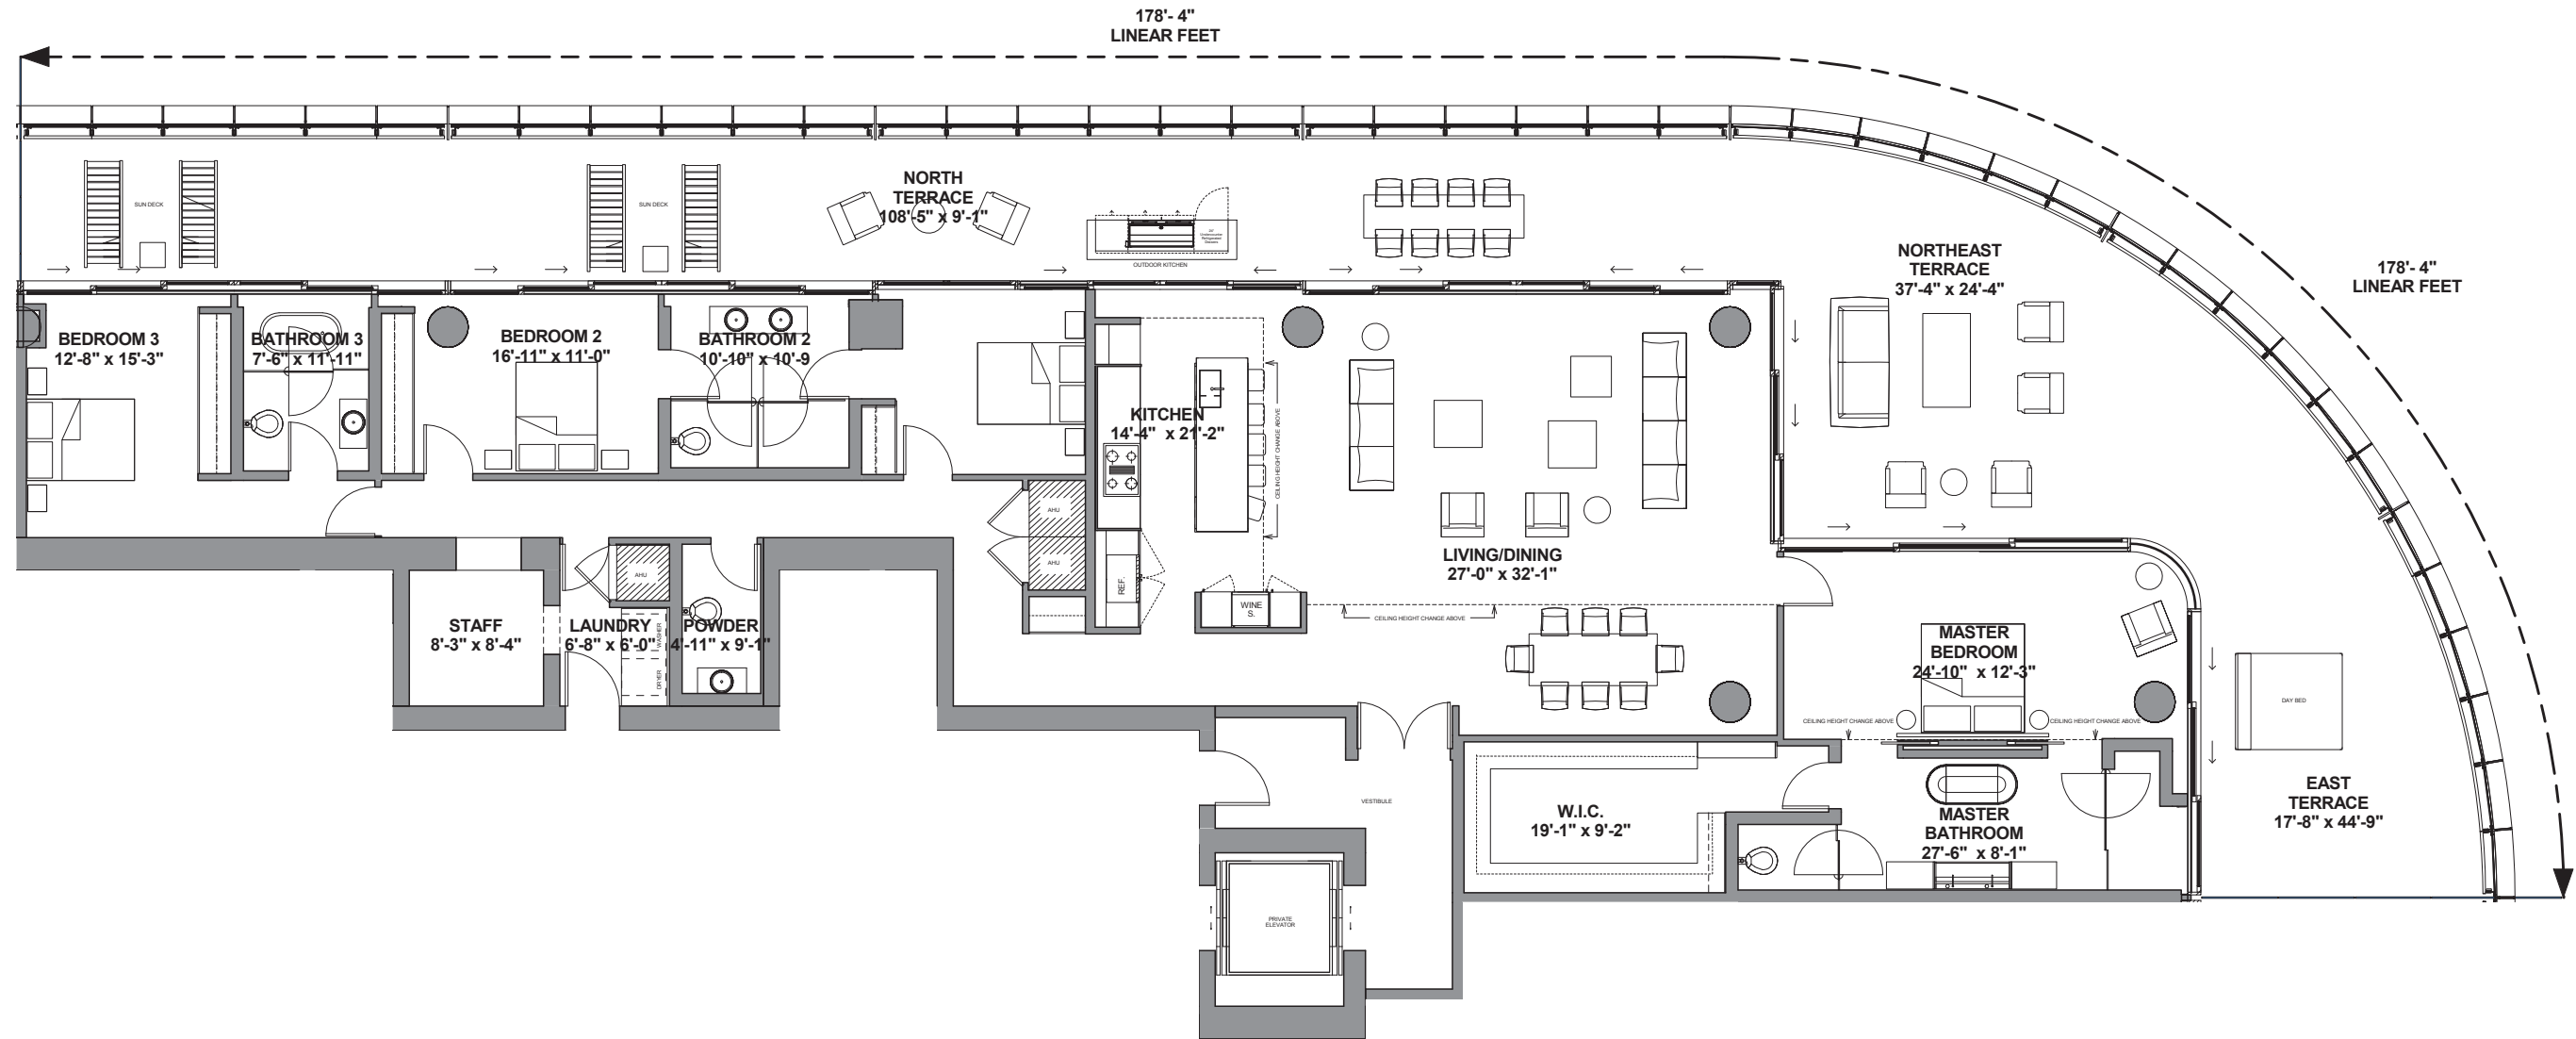 178'- 4"
LINEAR FEET
NORTH
TERRACE
108'-5" x 9'-1"
SUN DECK
SUN DECK
OUTDOOR KITCHEN
NORTHEAST
TERRACE
37'-4" x 24'-4"
178'- 4"
LINEAR FEET
BEDROOM 3
12'-8" x 15'-3"
BATHROOM 3
7'-6" x 11'-11"
BEDROOM 2
16'-11" x 11'-0"
BATHROOM 2
10'-10" x 10'-9
KITCHEN
14'-4" x 21'-2"
CEILING HEIGHT CHANGE ABOVE
AHU
AHU
REF.
WINE
S.
LIVING/DINING
27'-0" x 32'-1"
CEILING HEIGHT CHANGE ABOVE
STAFF
8'-3" x 8'-4"
AHU
LAUNDRY
6'-8" x 6'-0"
WASHER
DRYER
POWDER
4'-11" x 9'-1"
MASTER
BEDROOM
24'-10" x 12'-3"
CEILING HEIGHT CHANGE ABOVE
CEILING HEIGHT CHANGE ABOVE
DAY BED
EAST
TERRACE
17'-8" x 44'-9"
VESTIBULE
W.I.C.
19'-1" x 9'-2"
MASTER
BATHROOM
27'-6" x 8'-1"
PRIVATE
ELEVATOR